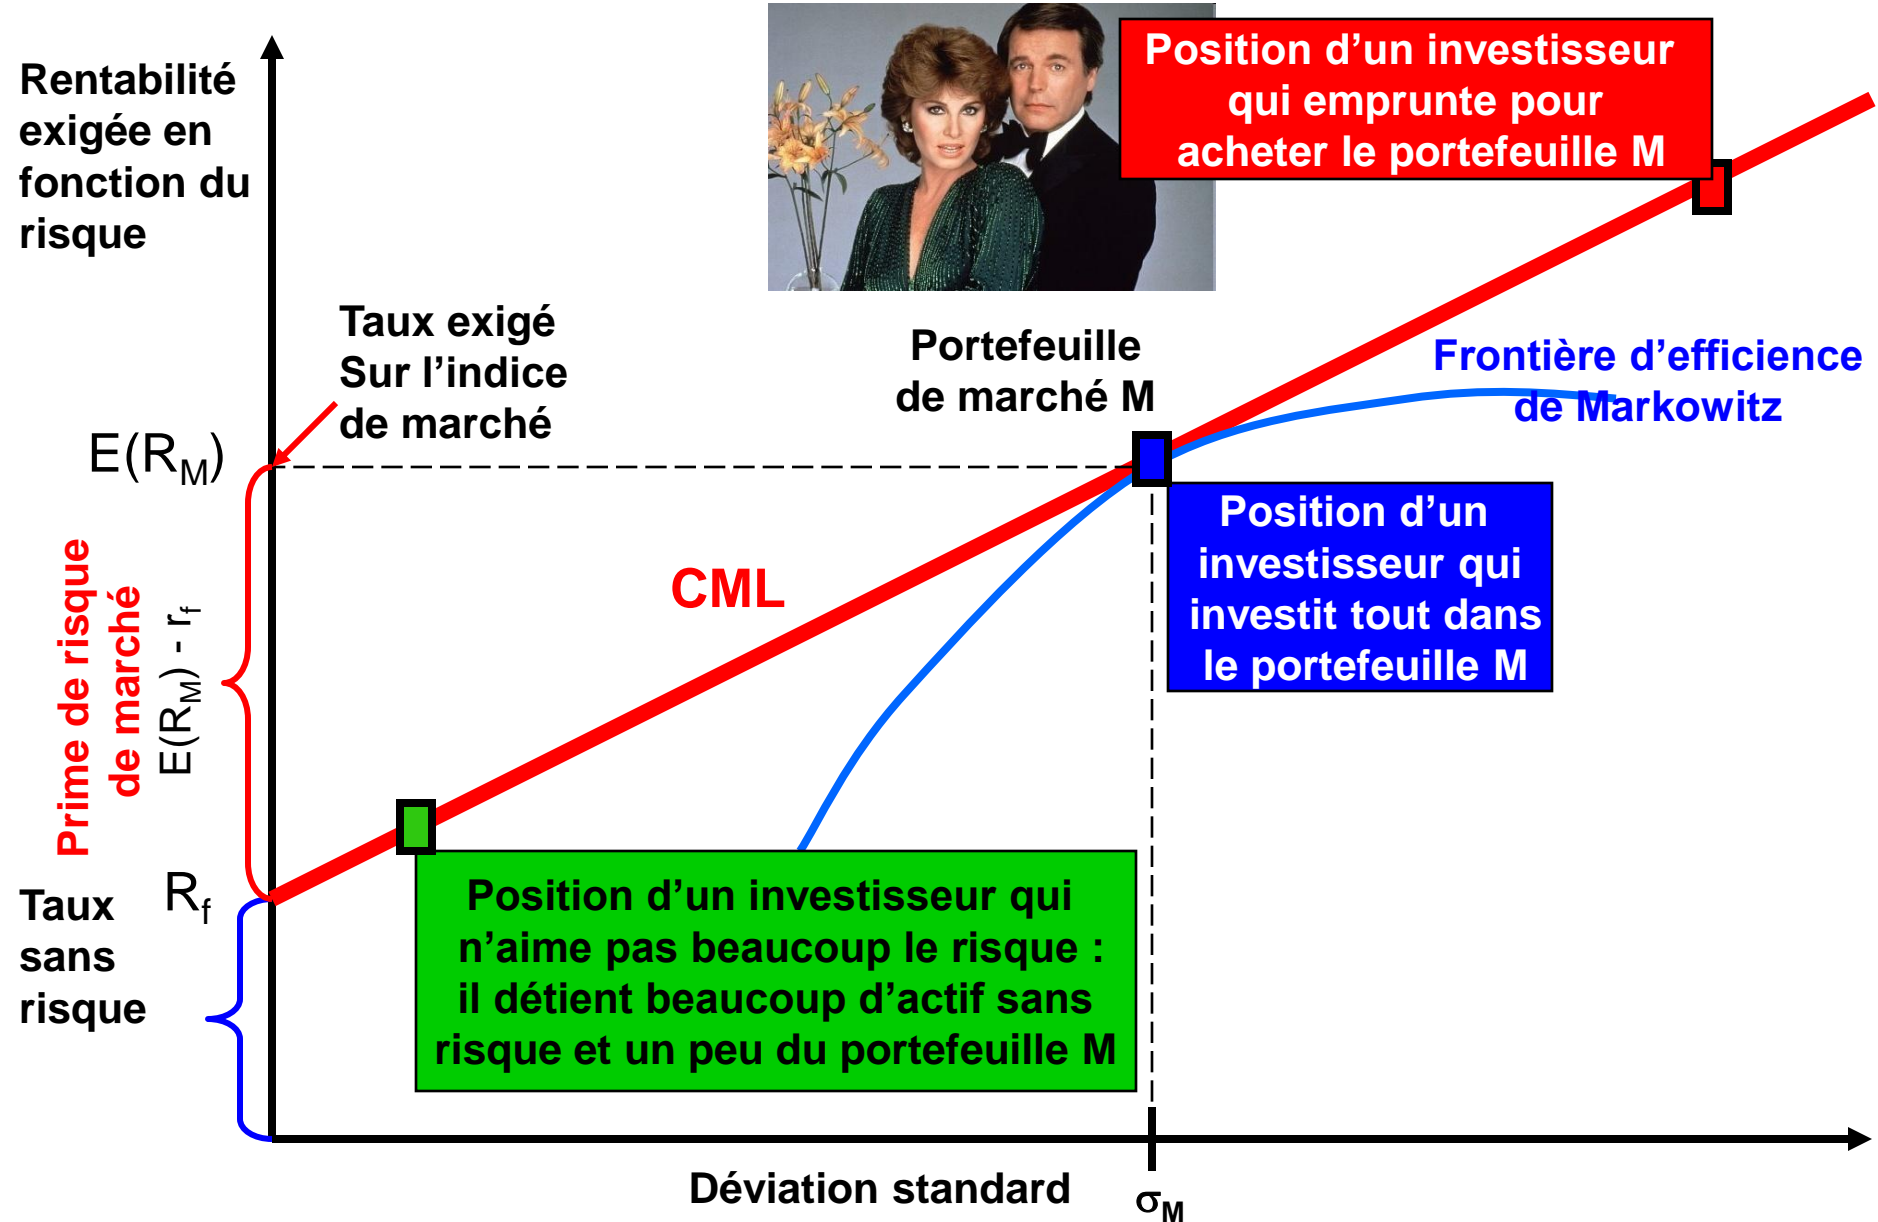 Rentabilité
exigée en
fonction du
risque
Position d’un investisseur
qui emprunte pour
acheter le portefeuille M
Taux exigé
Sur l’indice
de marché
Portefeuille
de marché M
Frontière d’efficience
de Markowitz
E(RM)
Position d’un
investisseur qui
investit tout dans
le portefeuille M
CML
Prime de risque
de marché
E(RM) - rf
Rf
Taux
sans
risque
Position d’un investisseur qui
n’aime pas beaucoup le risque :
il détient beaucoup d’actif sans
risque et un peu du portefeuille M
Déviation standard
σM